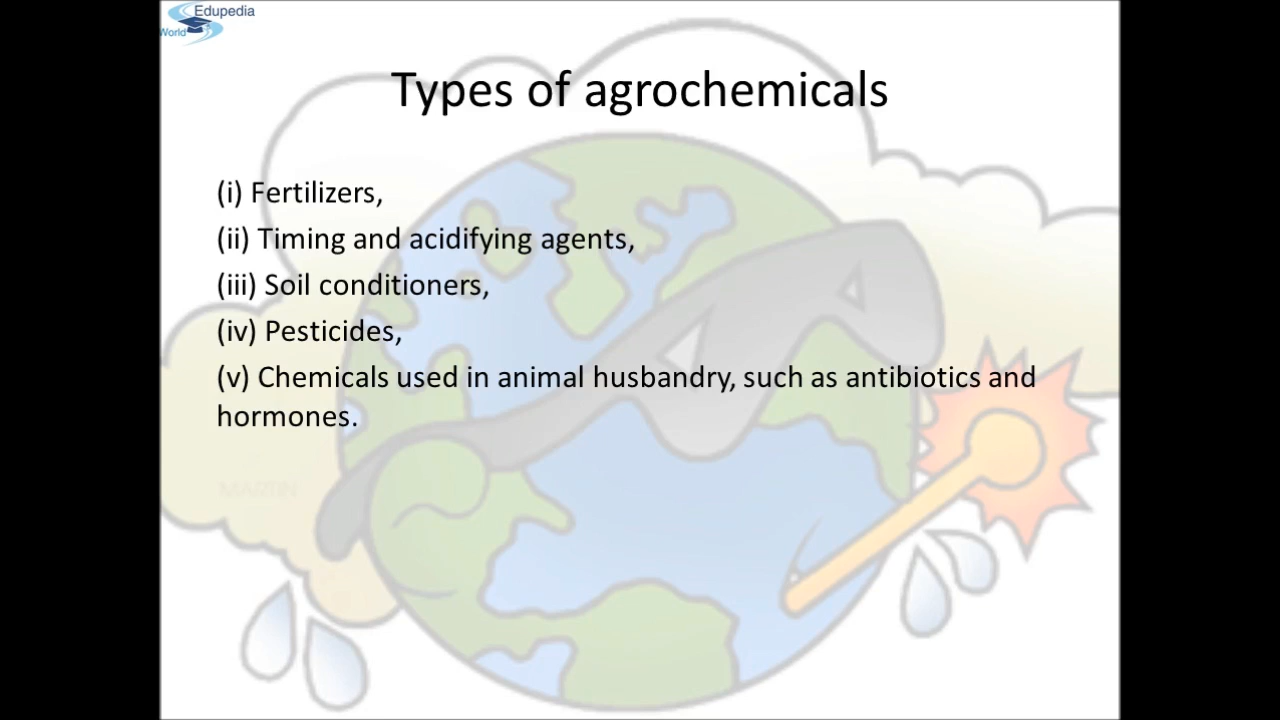 Edupedia
World
Types of agrochemicals
(i) Fertilizers,
(ii) Timing and acidifying agents,
(iii) Soil conditioners,
(iv) Pesticides,
(v) Chemicals used in animal husbandry, such as antibiotics and
hormones.
MARTIN